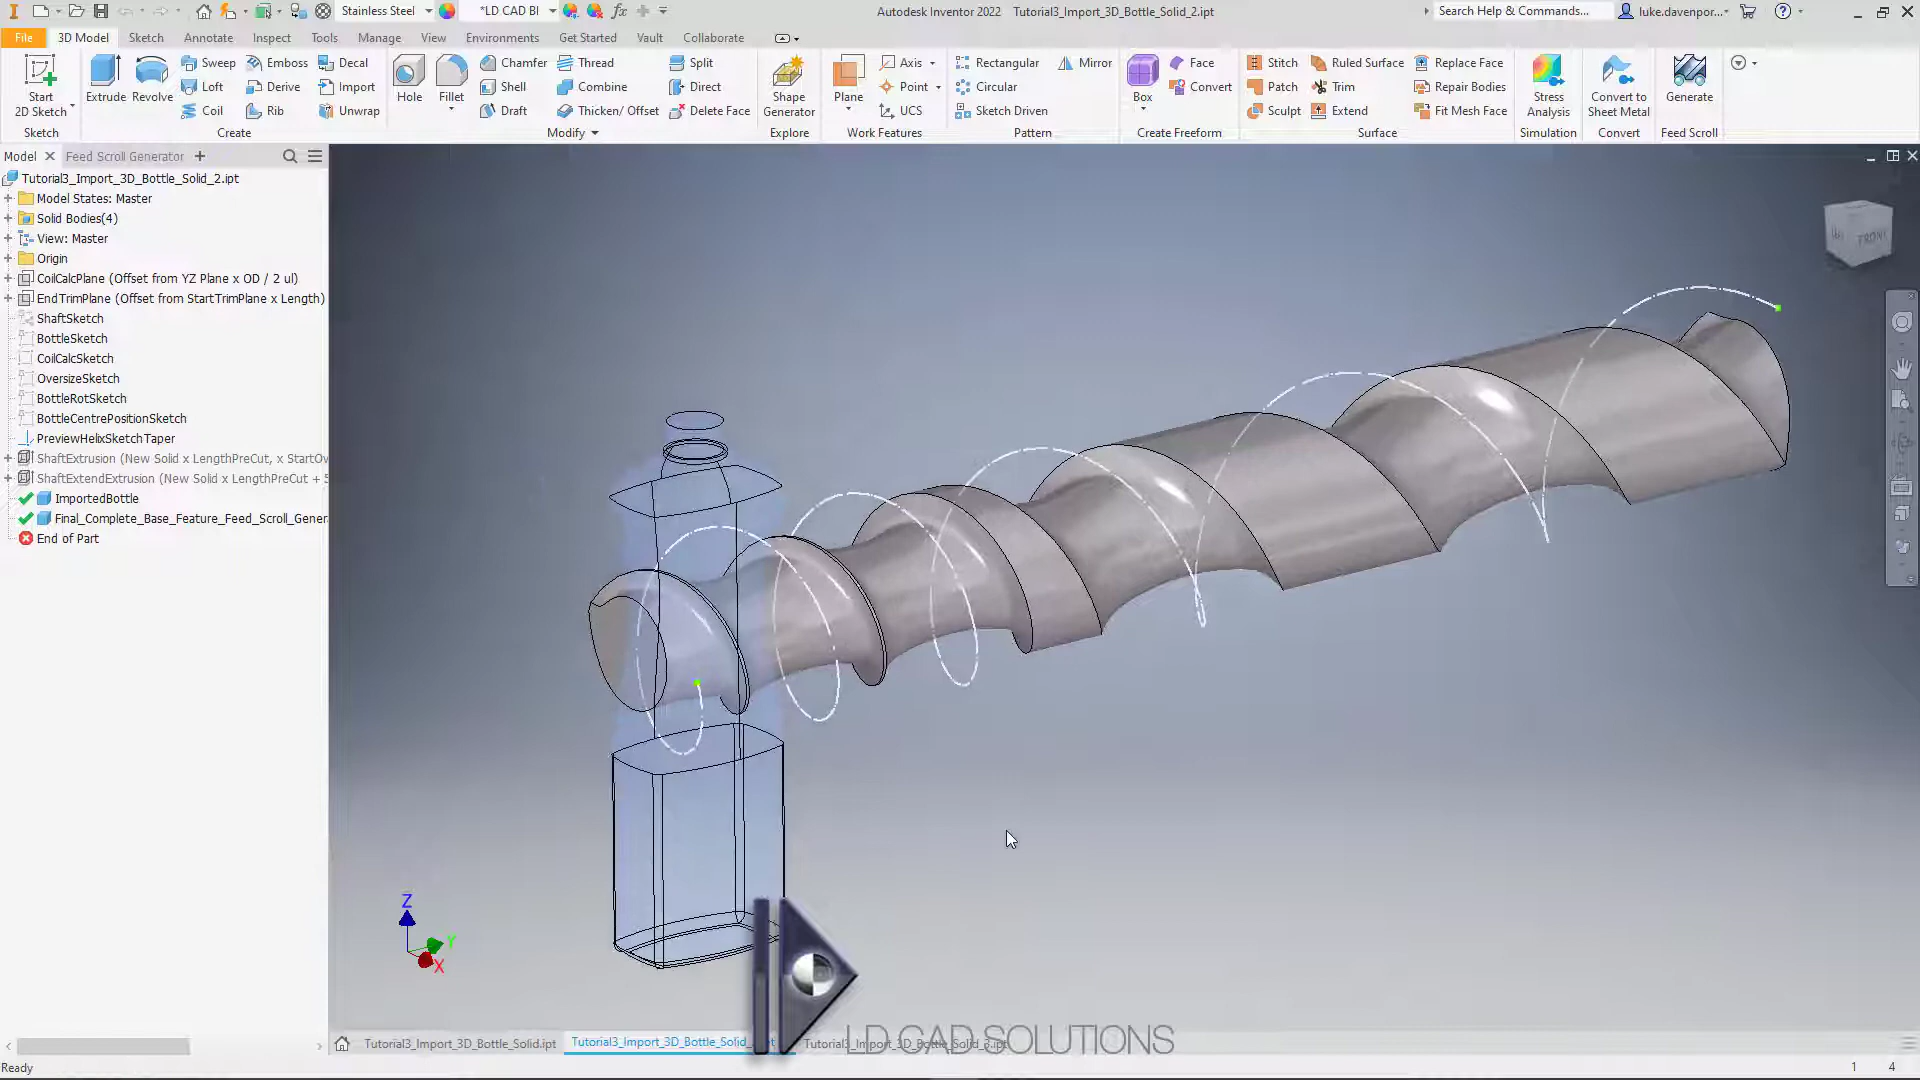 Stainless Steel
*LD CAD Bl
fx
Autodesk Inventor 2022 Tutorial3_Import_3D_Bottle_Solid_2.ipt
Search Help & Commands...
luke.davenpor...
File 3D Model Sketch Annotate Inspect Tools Manage View Environments Get Started Vault Collaborate
Start
2D Sketch
Sketch
Extrude
Revolve
Sweep
Loft
Coil
Emboss
Derive
Rib
Decal
Import
Unwrap
Create
Hole
Fillet
Chamfer
Shell
Draft
Thread
Combine
Thicken/ Offset
Split
Direct
Delete Face
Modify
Shape
Generator
Explore
Plane
Axis
Point
UCS
Work Features
Rectangular
Circular
Sketch Driven
Mirror
Pattern
Box
Face
Convert
Create Freeform
Stitch
Patch
Sculpt
Ruled Surface
Trim
Extend
Replace Face
Repair Bodies
Fit Mesh Face
Surface
Stress
Analysis
Simulation
Convert to
Sheet Metal
Convert
Generate
Feed Scroll
Model
Feed Scroll Generator
Tutorial3_Import_3D_Bottle_Solid_2.ipt
Model States: Master
Solid Bodies(4)
View: Master
Origin
CoilCalcPlane (Offset from YZ Plane x OD / 2 ul)
EndTrimPlane (Offset from StartTrimPlane x Length)
ShaftSketch
BottleSketch
CoilCalcSketch
OversizeSketch
BottleRotSketch
BottleCentrePositionSketch
PreviewHelixSketchTaper
ShaftExtrusion (New Solid x LengthPreCut, x StartOv
ShaftExtendExtrusion (New Solid x LengthPreCut + 5
ImportedBottle
Final_Complete_Base_Feature_Feed_Scroll_Gener
End of Part
FRONT
Z
Y
X
Tutorial3_Import_3D_Bottle_Solid.ipt
Tutorial3_Import_3D_Bottle_Solid
Tutorial3_Import_3D_Bottle_Solid_3.ipt
LD CAD SOLUTIONS
Ready
1 4